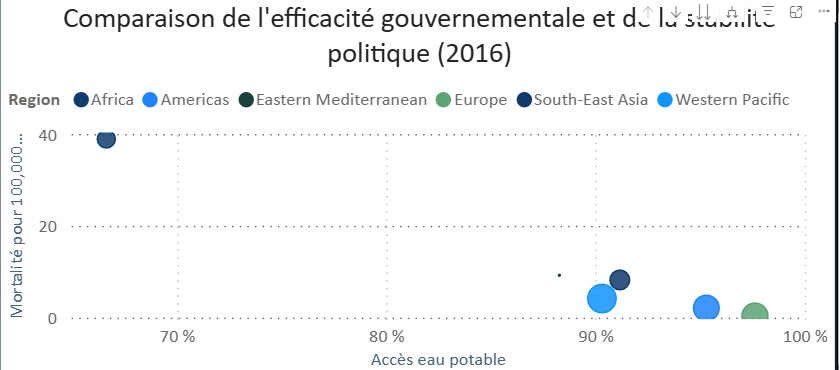 Comparaison de l'efficacité gouvernementale et de la stabilité
politique (2016)
Region Africa Americas Eastern Mediterranean Europe South-East Asia Western Pacific
Mortalité pour 100,000...
40
20
0
70 % 80 % 90 % 100 %
Accès eau potable